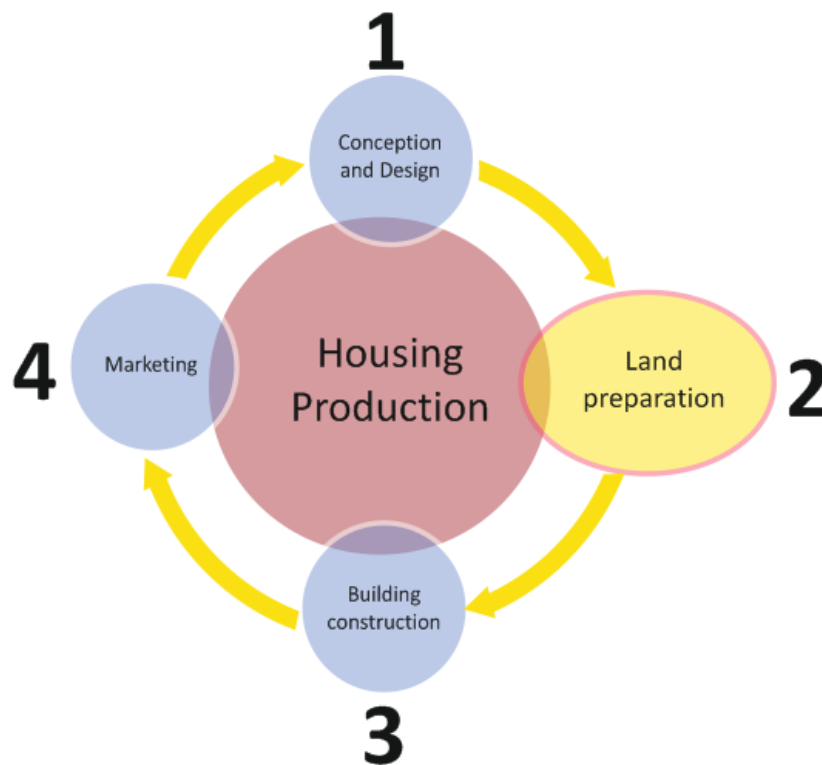 1
Conception
and Design
Housing
Production
Land
preparation
2
Building
construction
3
Marketing
4